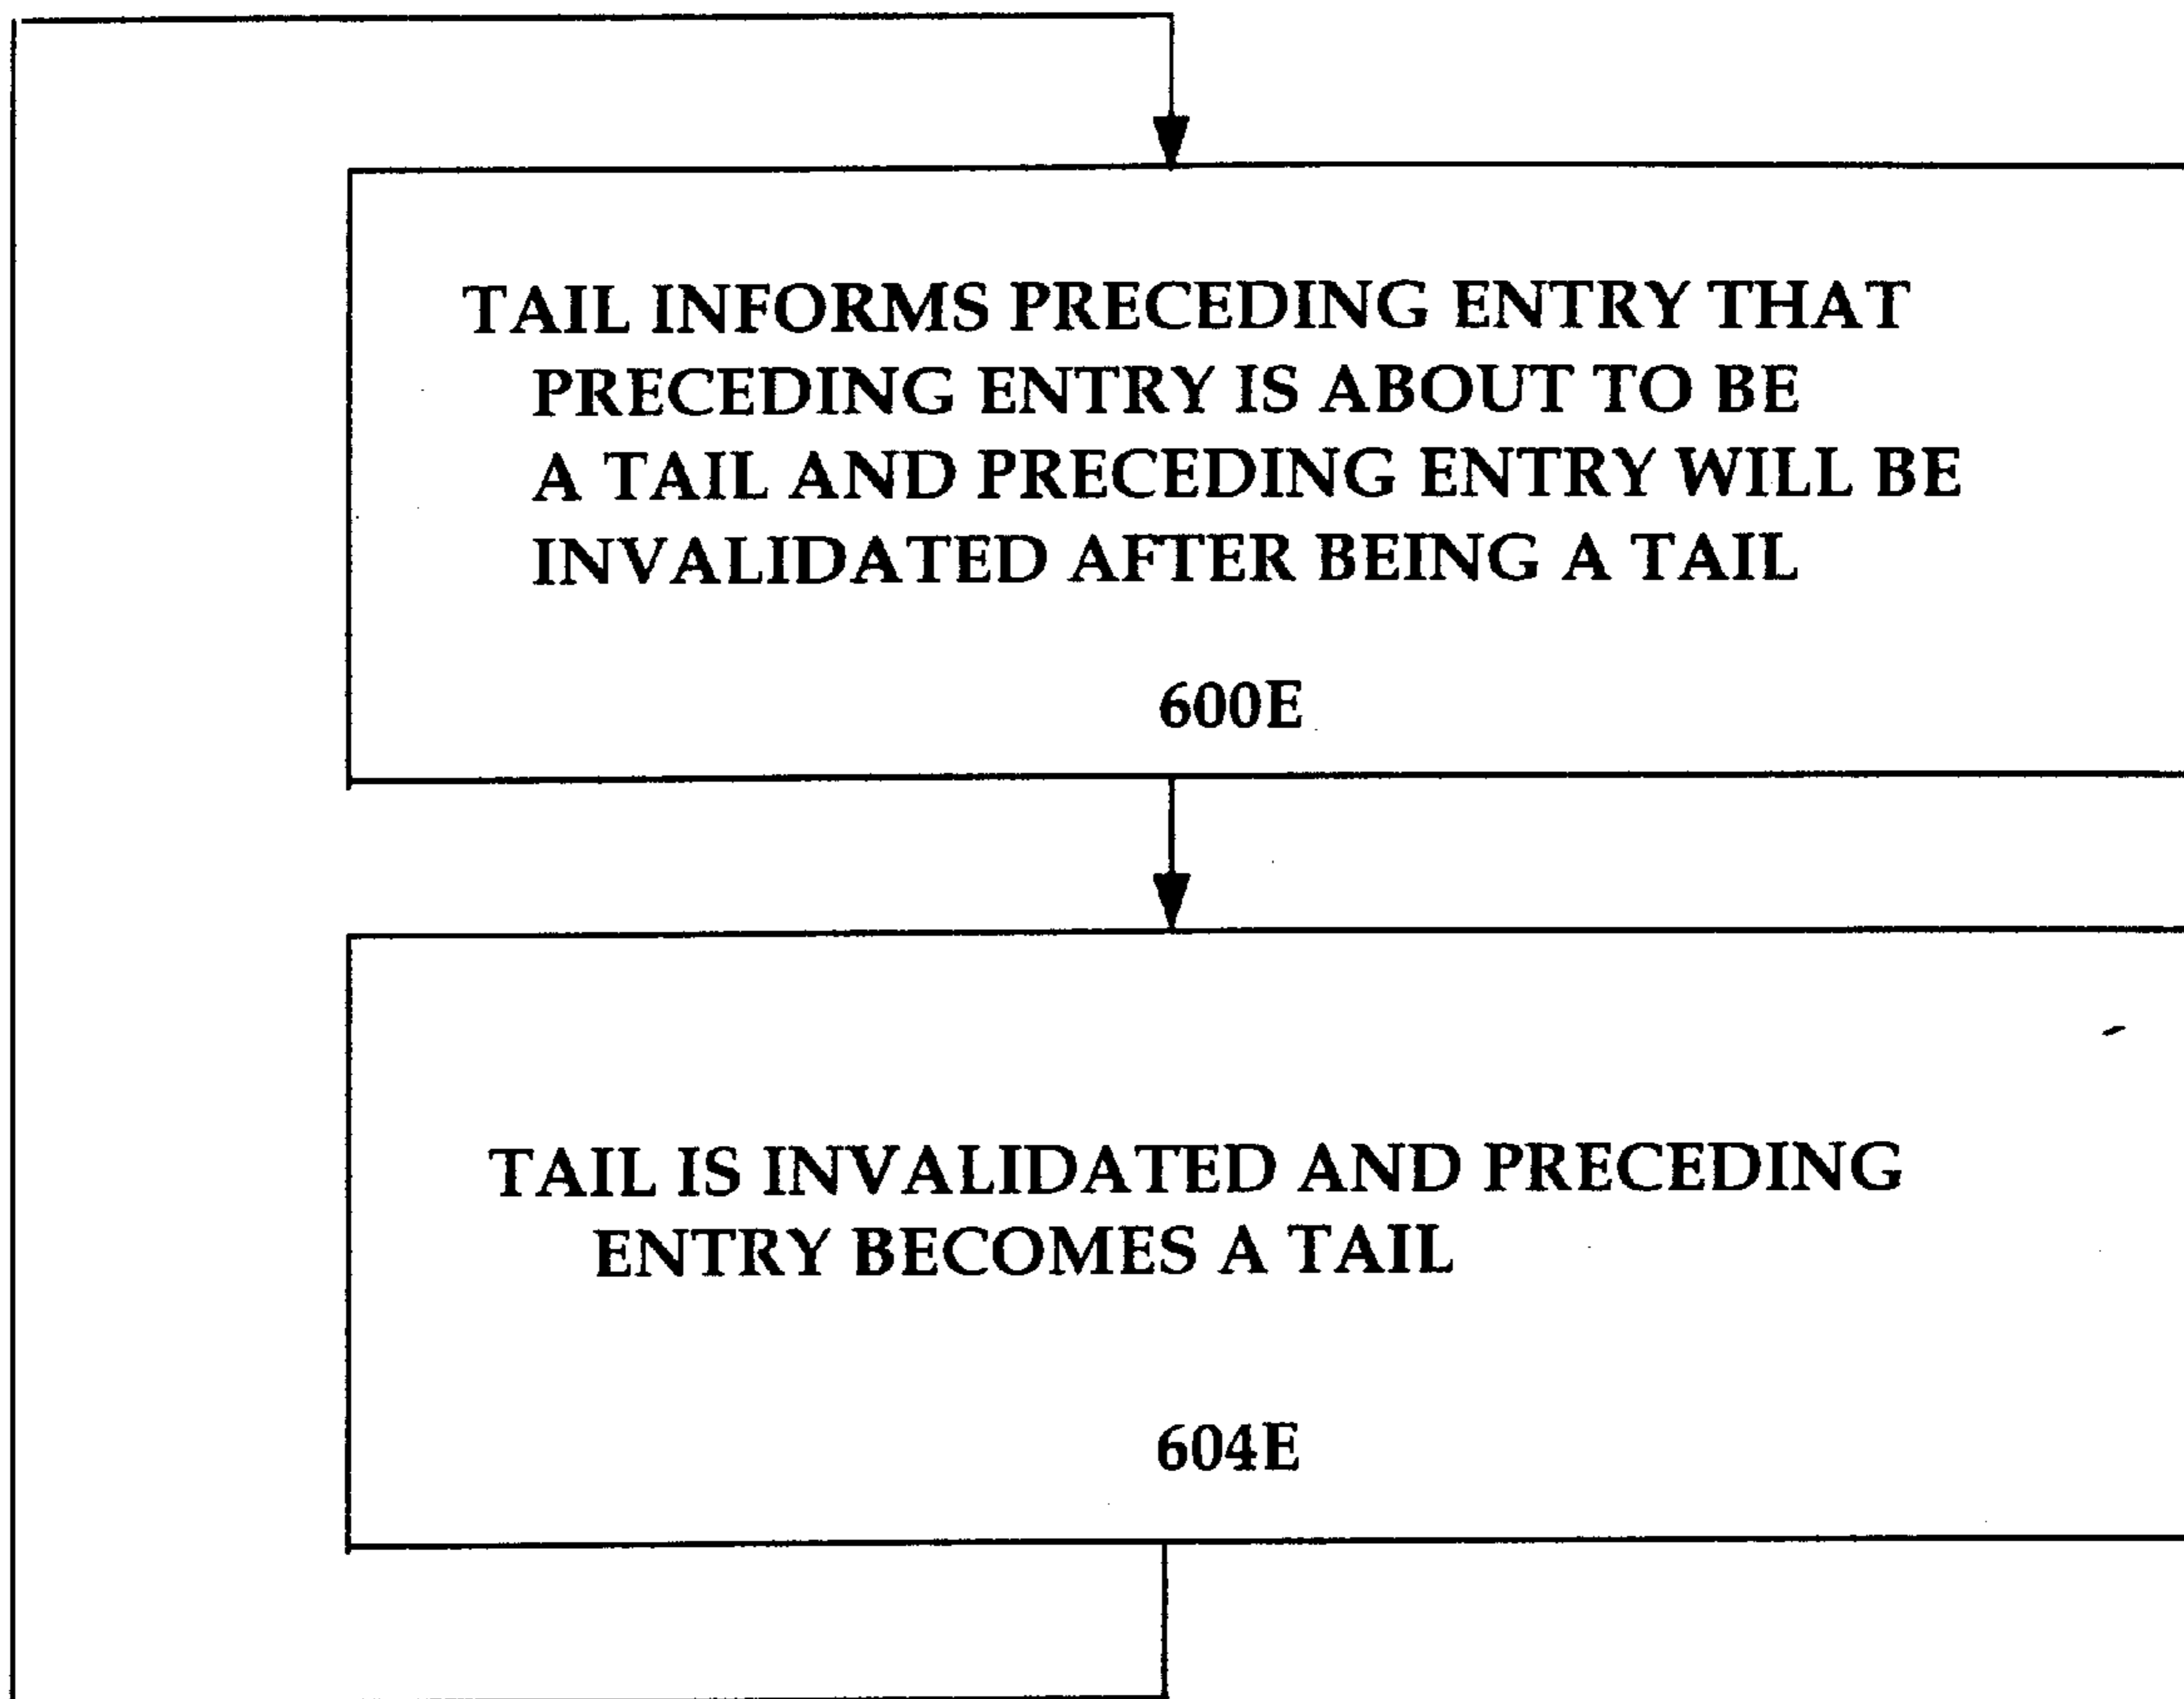 TAIL INFORMS PRECEDING ENTRY THAT
PRECEDING ENTRY IS ABOUT TO BE
A TAIL AND PRECEDING ENTRY WILL BE
INVALIDATED AFTER BEING A TAIL
600E
TAIL IS INVALIDATED AND PRECEDING
ENTRY BECOMES A TAIL
604E